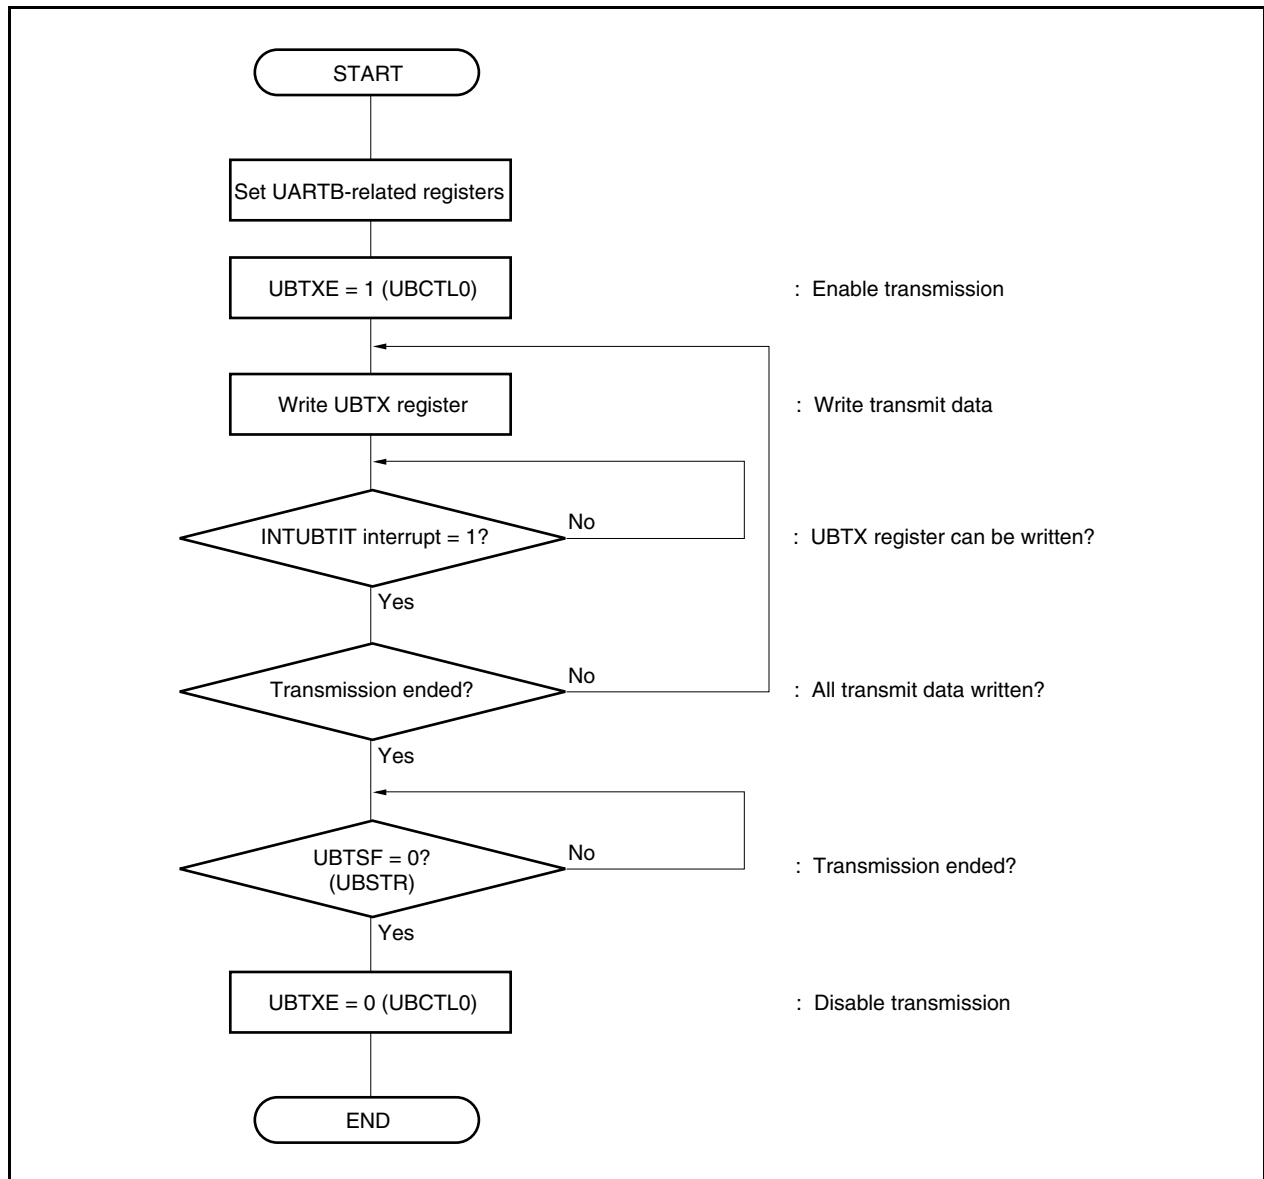 START
Set UARTB-related registers
UBTXE = 1 (UBCTL0)
: Enable transmission
Write UBTX register
: Write transmit data
INTUBTIT interrupt = 1?
No
: UBTX register can be written?
Yes
Transmission ended?
No
: All transmit data written?
Yes
UBTSF = 0?
(UBSTR)
No
: Transmission ended?
Yes
UBTXE = 0 (UBCTL0)
: Disable transmission
END